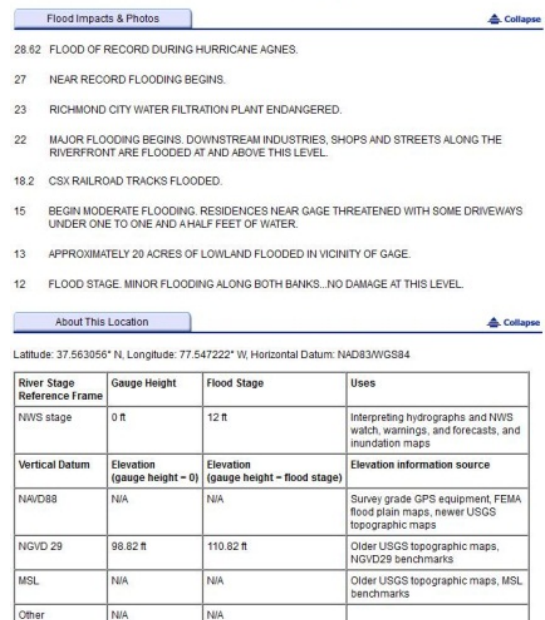 Flood Impacts & Photos
Collapse
28.62 FLOOD OF RECORD DURING HURRICANE AGNES.
27 NEAR RECORD FLOODING BEGINS.
23 RICHMOND CITY WATER FILTRATION PLANT ENDANGERED.
22 MAJOR FLOODING BEGINS. DOWNSTREAM INDUSTRIES, SHOPS AND STREETS ALONG THE
RIVERFRONT ARE FLOODED AT AND ABOVE THIS LEVEL.
18.2 CSX RAILROAD TRACKS FLOODED.
15 BEGIN MODERATE FLOODING. RESIDENCES NEAR GAGE THREATENED WITH SOME DRIVEWAYS
UNDER ONE TO ONE AND A HALF FEET OF WATER.
13 APPROXIMATELY 20 ACRES OF LOWLAND FLOODED IN VICINITY OF GAGE.
12 FLOOD STAGE. MINOR FLOODING ALONG BOTH BANKS...NO DAMAGE AT THIS LEVEL.
About This Location
Collapse
Latitude: 37.563056° N, Longitude: 77.547222° W, Horizontal Datum: NAD83/WGS84
River Stage
Reference Frame
Gauge Height
Flood Stage
Uses
NWS stage
0 ft
12 ft
Interpreting hydrographs and NWS
watch, warnings, and forecasts, and
inundation maps
Vertical Datum
Elevation
(gauge height = 0)
Elevation
(gauge height = flood stage)
Elevation information source
NAVD88
N/A
N/A
Survey grade GPS equipment, FEMA
flood plain maps, newer USGS
topographic maps
NGVD 29
98.82 ft
110.82 ft
Older USGS topographic maps,
NGVD29 benchmarks
MSL
N/A
N/A
Older USGS topographic maps, MSL
benchmarks
Other
N/A
N/A